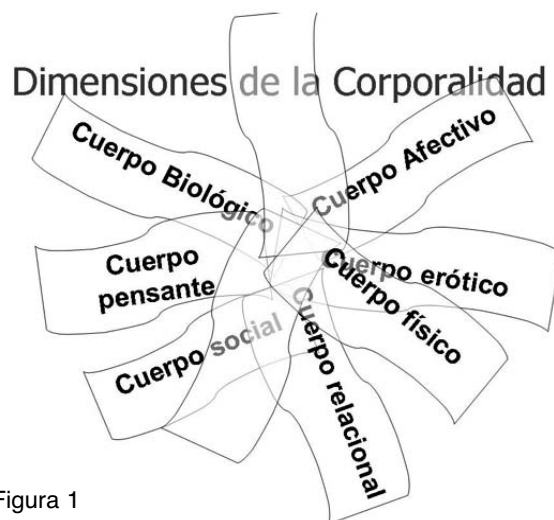 Dimensiones de la Corporalidad
Cuerpo Biológico
Cuerpo Afectivo
Cuerpo
pensante
Cuerpo erótico
Cuerpo físico
Cuerpo social
Cuerpo relacional
Figura 1